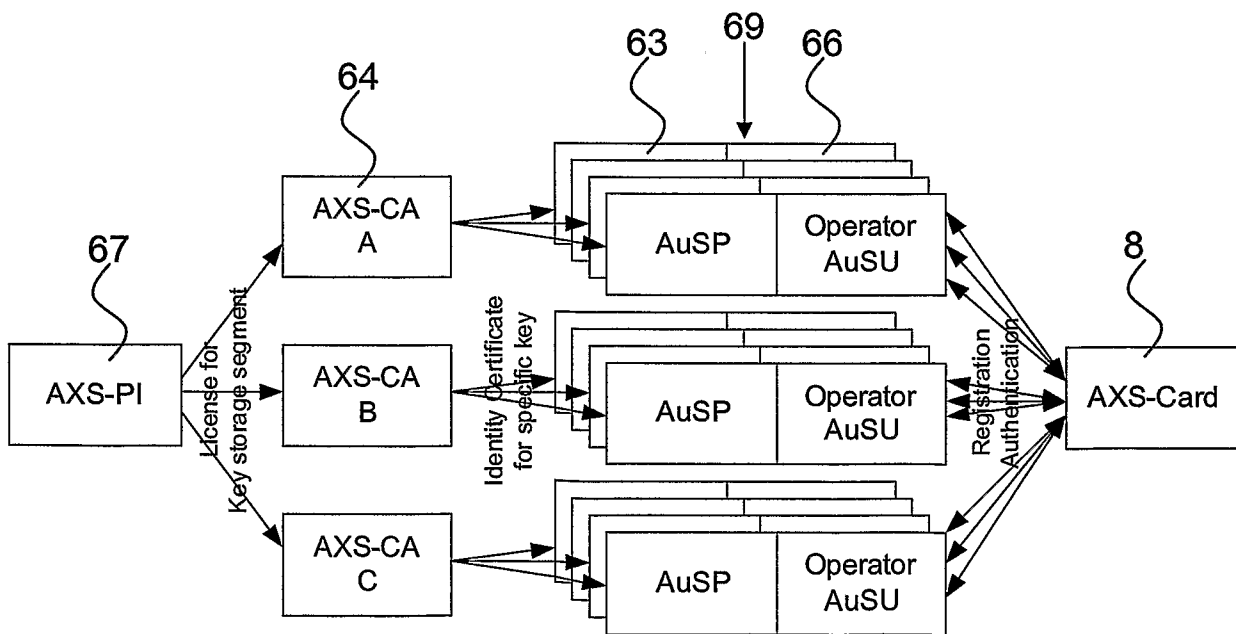 69
63
66
64
AXS-CA
A
AuSP
Operator
AuSU
67
8
License for
Key storage segment
Identity Certificate
for specific key
Registration
Authentication
AXS-PI
AXS-CA
B
AuSP
Operator
AuSU
AXS-Card
AXS-CA
C
AuSP
Operator
AuSU